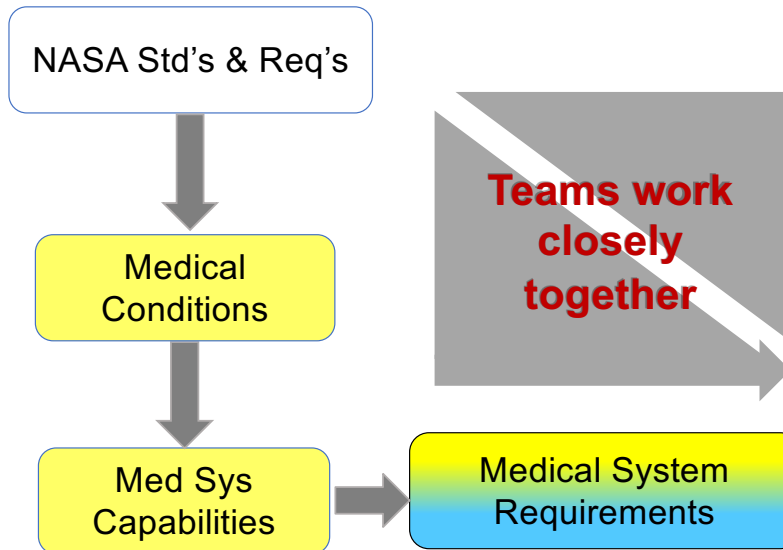 NASA Std’s & Req’s
Teams work
closely
together
Medical
Conditions
Med Sys
Capabilities
Medical System
Requirements